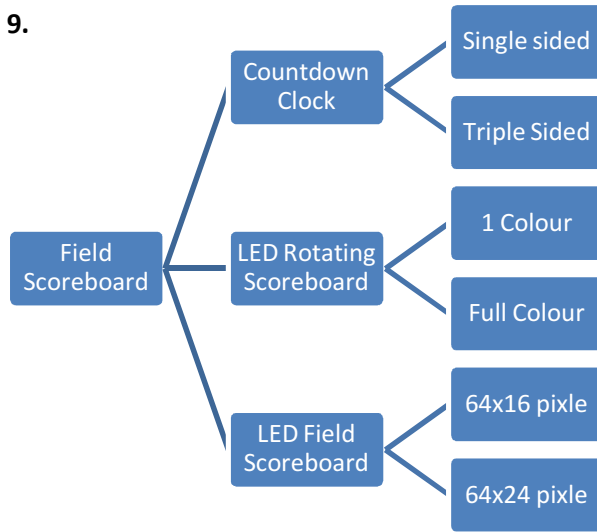 9.
Field
Scoreboard
Countdown
Clock
Single sided
Triple Sided
LED Rotating
Scoreboard
1 Colour
Full Colour
LED Field
Scoreboard
64x16 pixle
64x24 pixle